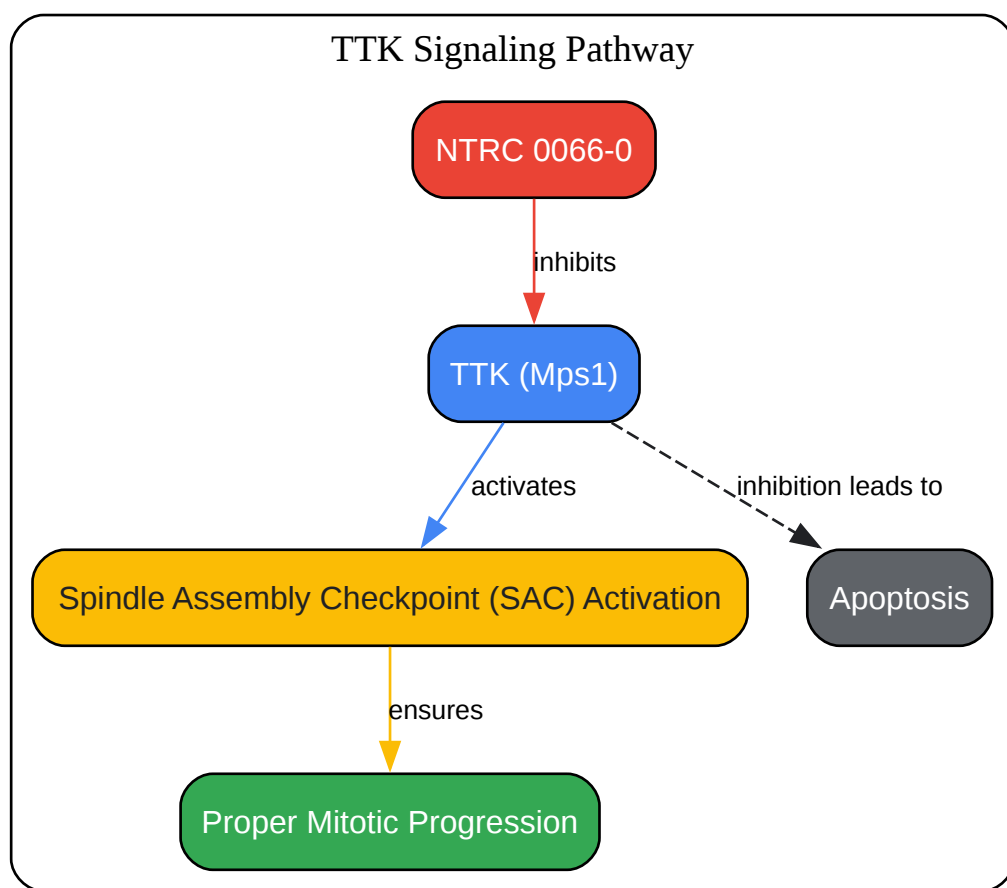 TTK Signaling Pathway
NTRC 0066-0
inhibits
TTK (Mps1)
activates
inhibition leads to
Spindle Assembly Checkpoint (SAC) Activation
Apoptosis
ensures
Proper Mitotic Progression